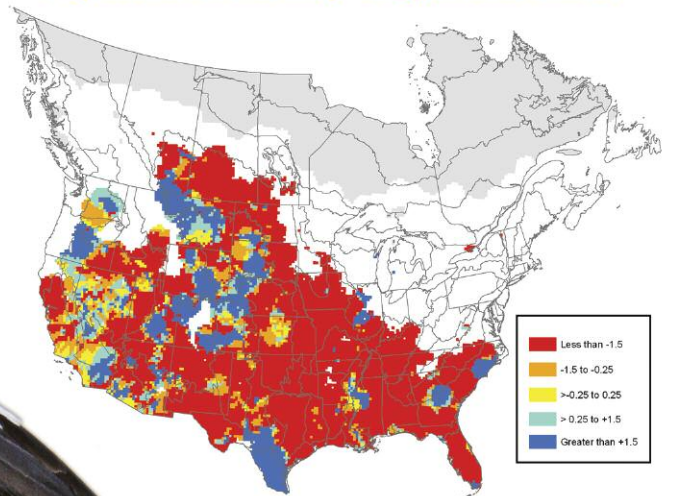 Less than -1.5
-1.5 to -0.25
>-0.25 to 0.25
> 0.25 to +1.5
Greater than +1.5